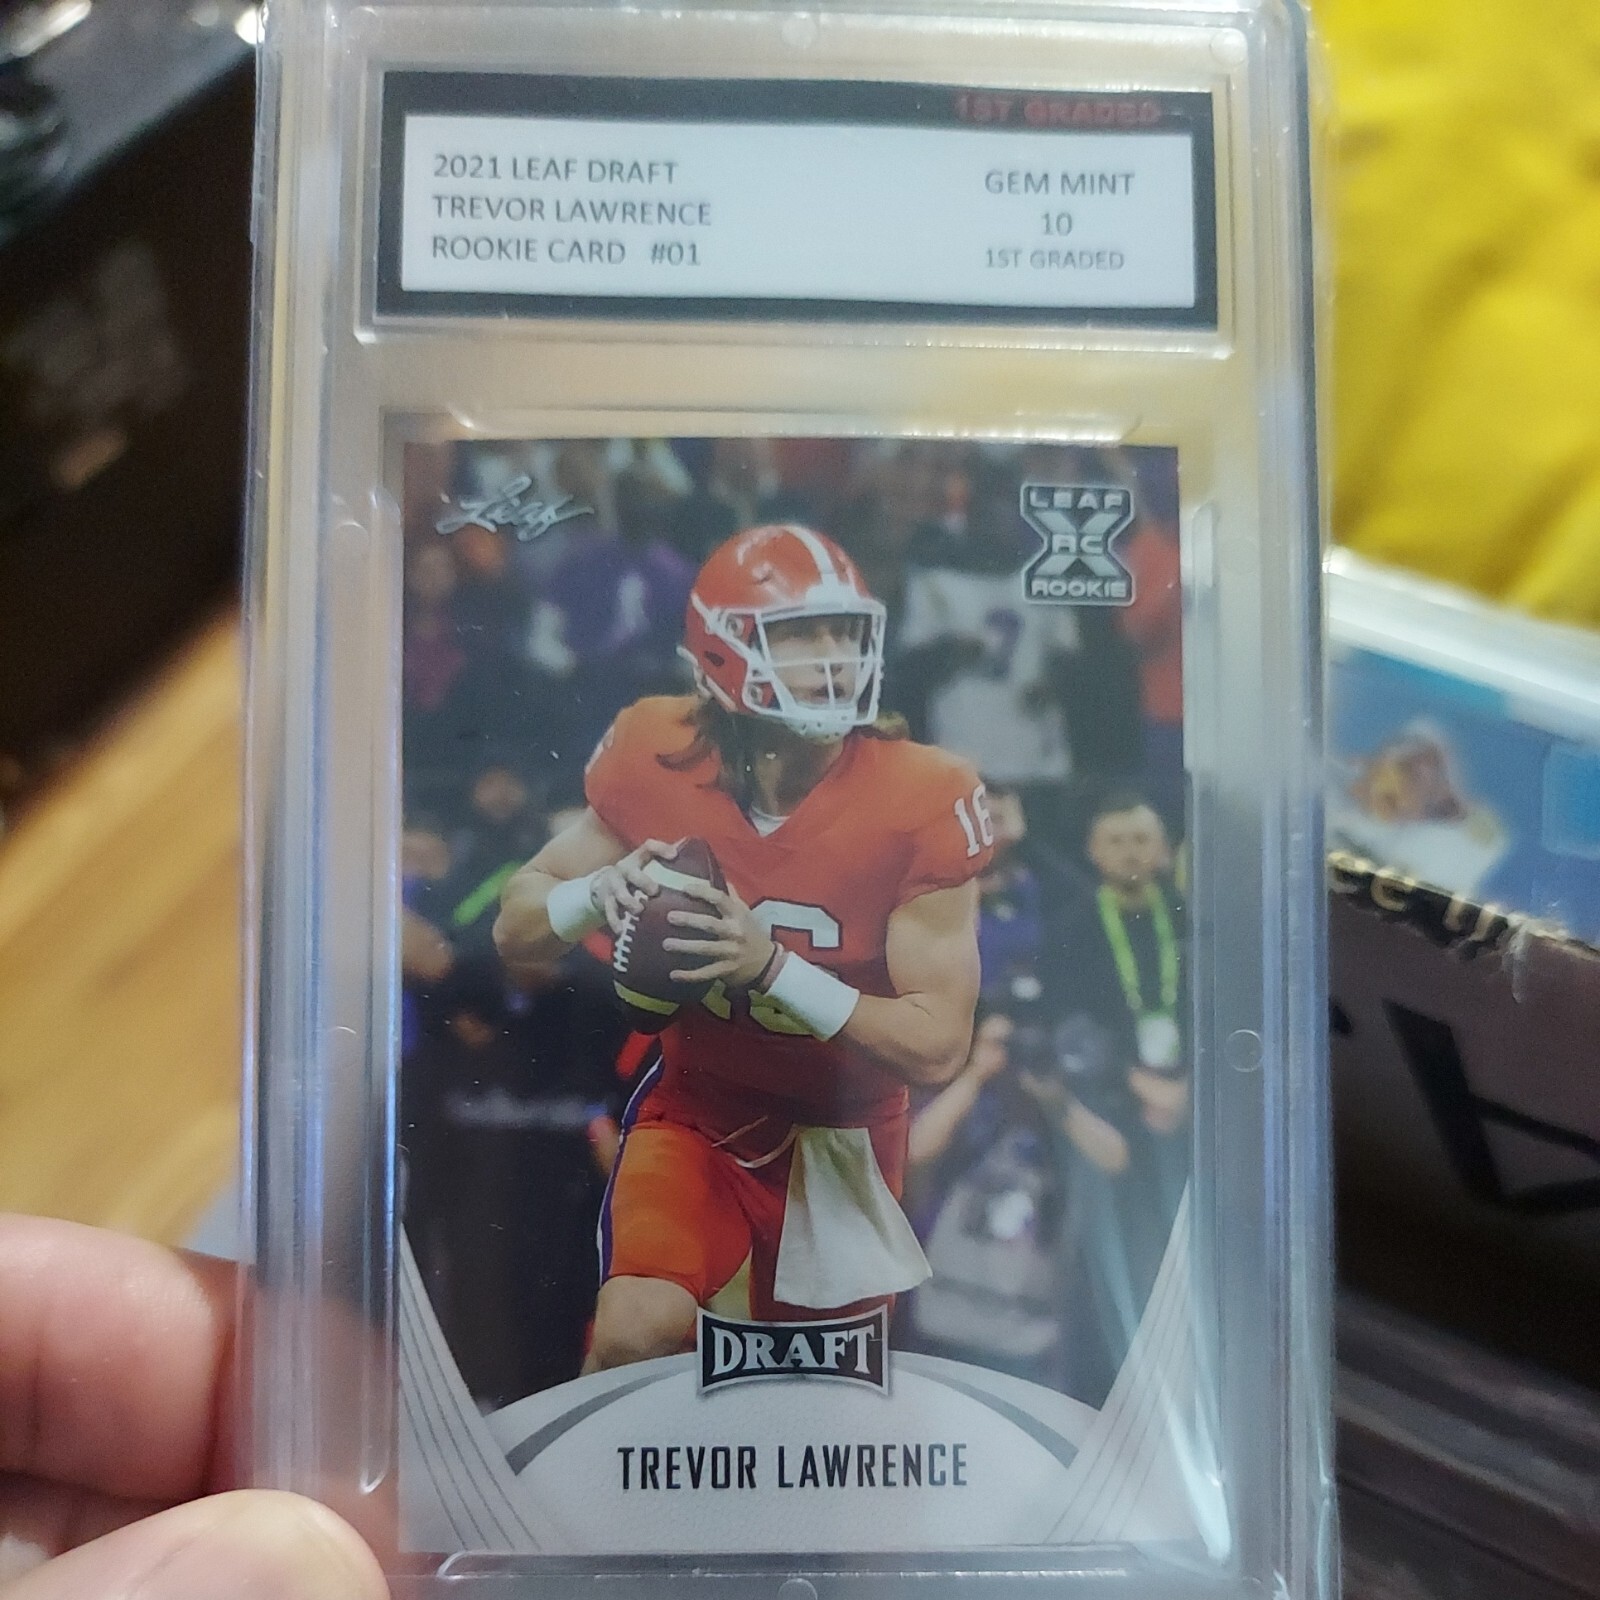 1ST GRADED
2021 LEAF DRAFT
TREVOR LAWRENCE
ROOKIE CARD #01
GEM MINT
10
1ST GRADED
Leaf
LEAF
RC
ROOKIE
16
16
DRAFT
TREVOR LAWRENCE